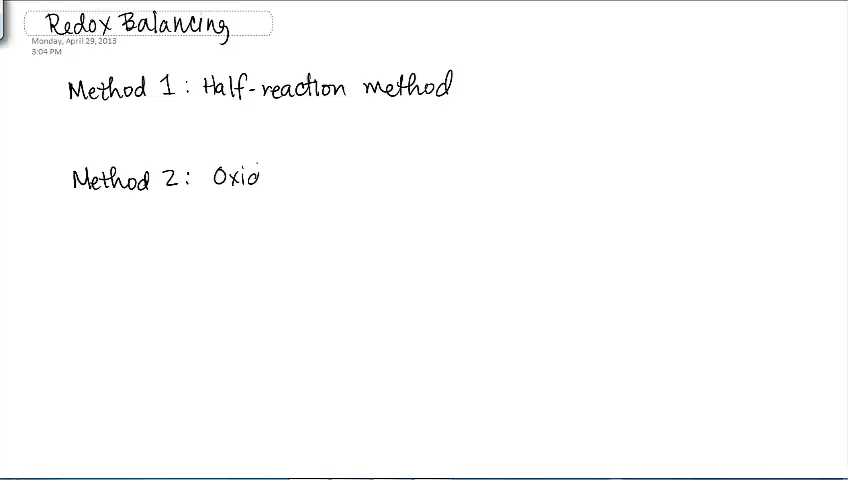 Redox Balancing
Monday, April 29, 2013
3:04 PM
Method 1: Half-reaction method
Method 2: Oxid